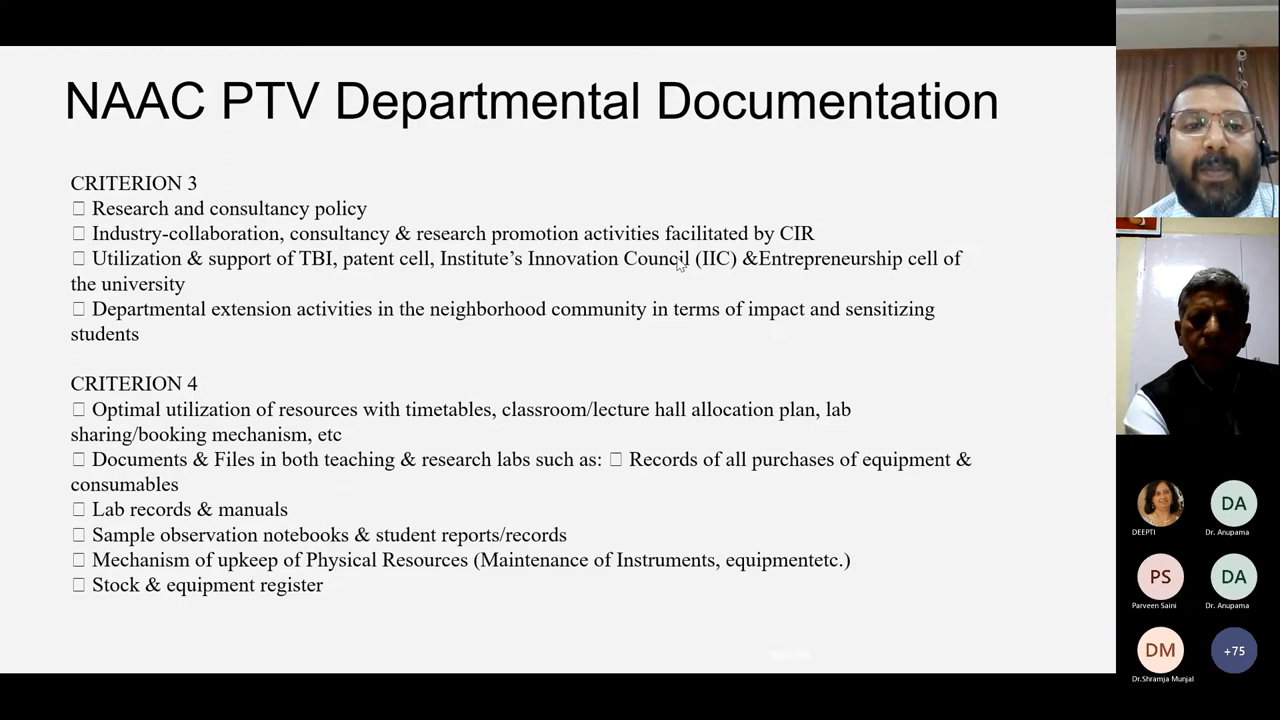 NAAC PTV Departmental Documentation
CRITERION 3
□ Research and consultancy policy
□ Industry-collaboration, consultancy & research promotion activities facilitated by CIR
□ Utilization & support of TBI, patent cell, Institute's Innovation Council (IIC) &Entrepreneurship cell of
the university
□ Departmental extension activities in the neighborhood community in terms of impact and sensitizing
students
CRITERION 4
□ Optimal utilization of resources with timetables, classroom/lecture hall allocation plan, lab
sharing/booking mechanism, etc
□ Documents & Files in both teaching & research labs such as: □ Records of all purchases of equipment &
consumables
□ Lab records & manuals
□ Sample observation notebooks & student reports/records
□ Mechanism of upkeep of Physical Resources (Maintenance of Instruments, equipmentetc.)
□ Stock & equipment register
DEEPTI
DA
Dr. Anupama
PS
Parveen Saini
DA
Dr. Anupama
DM
Dr.Shramja Munjal
+75